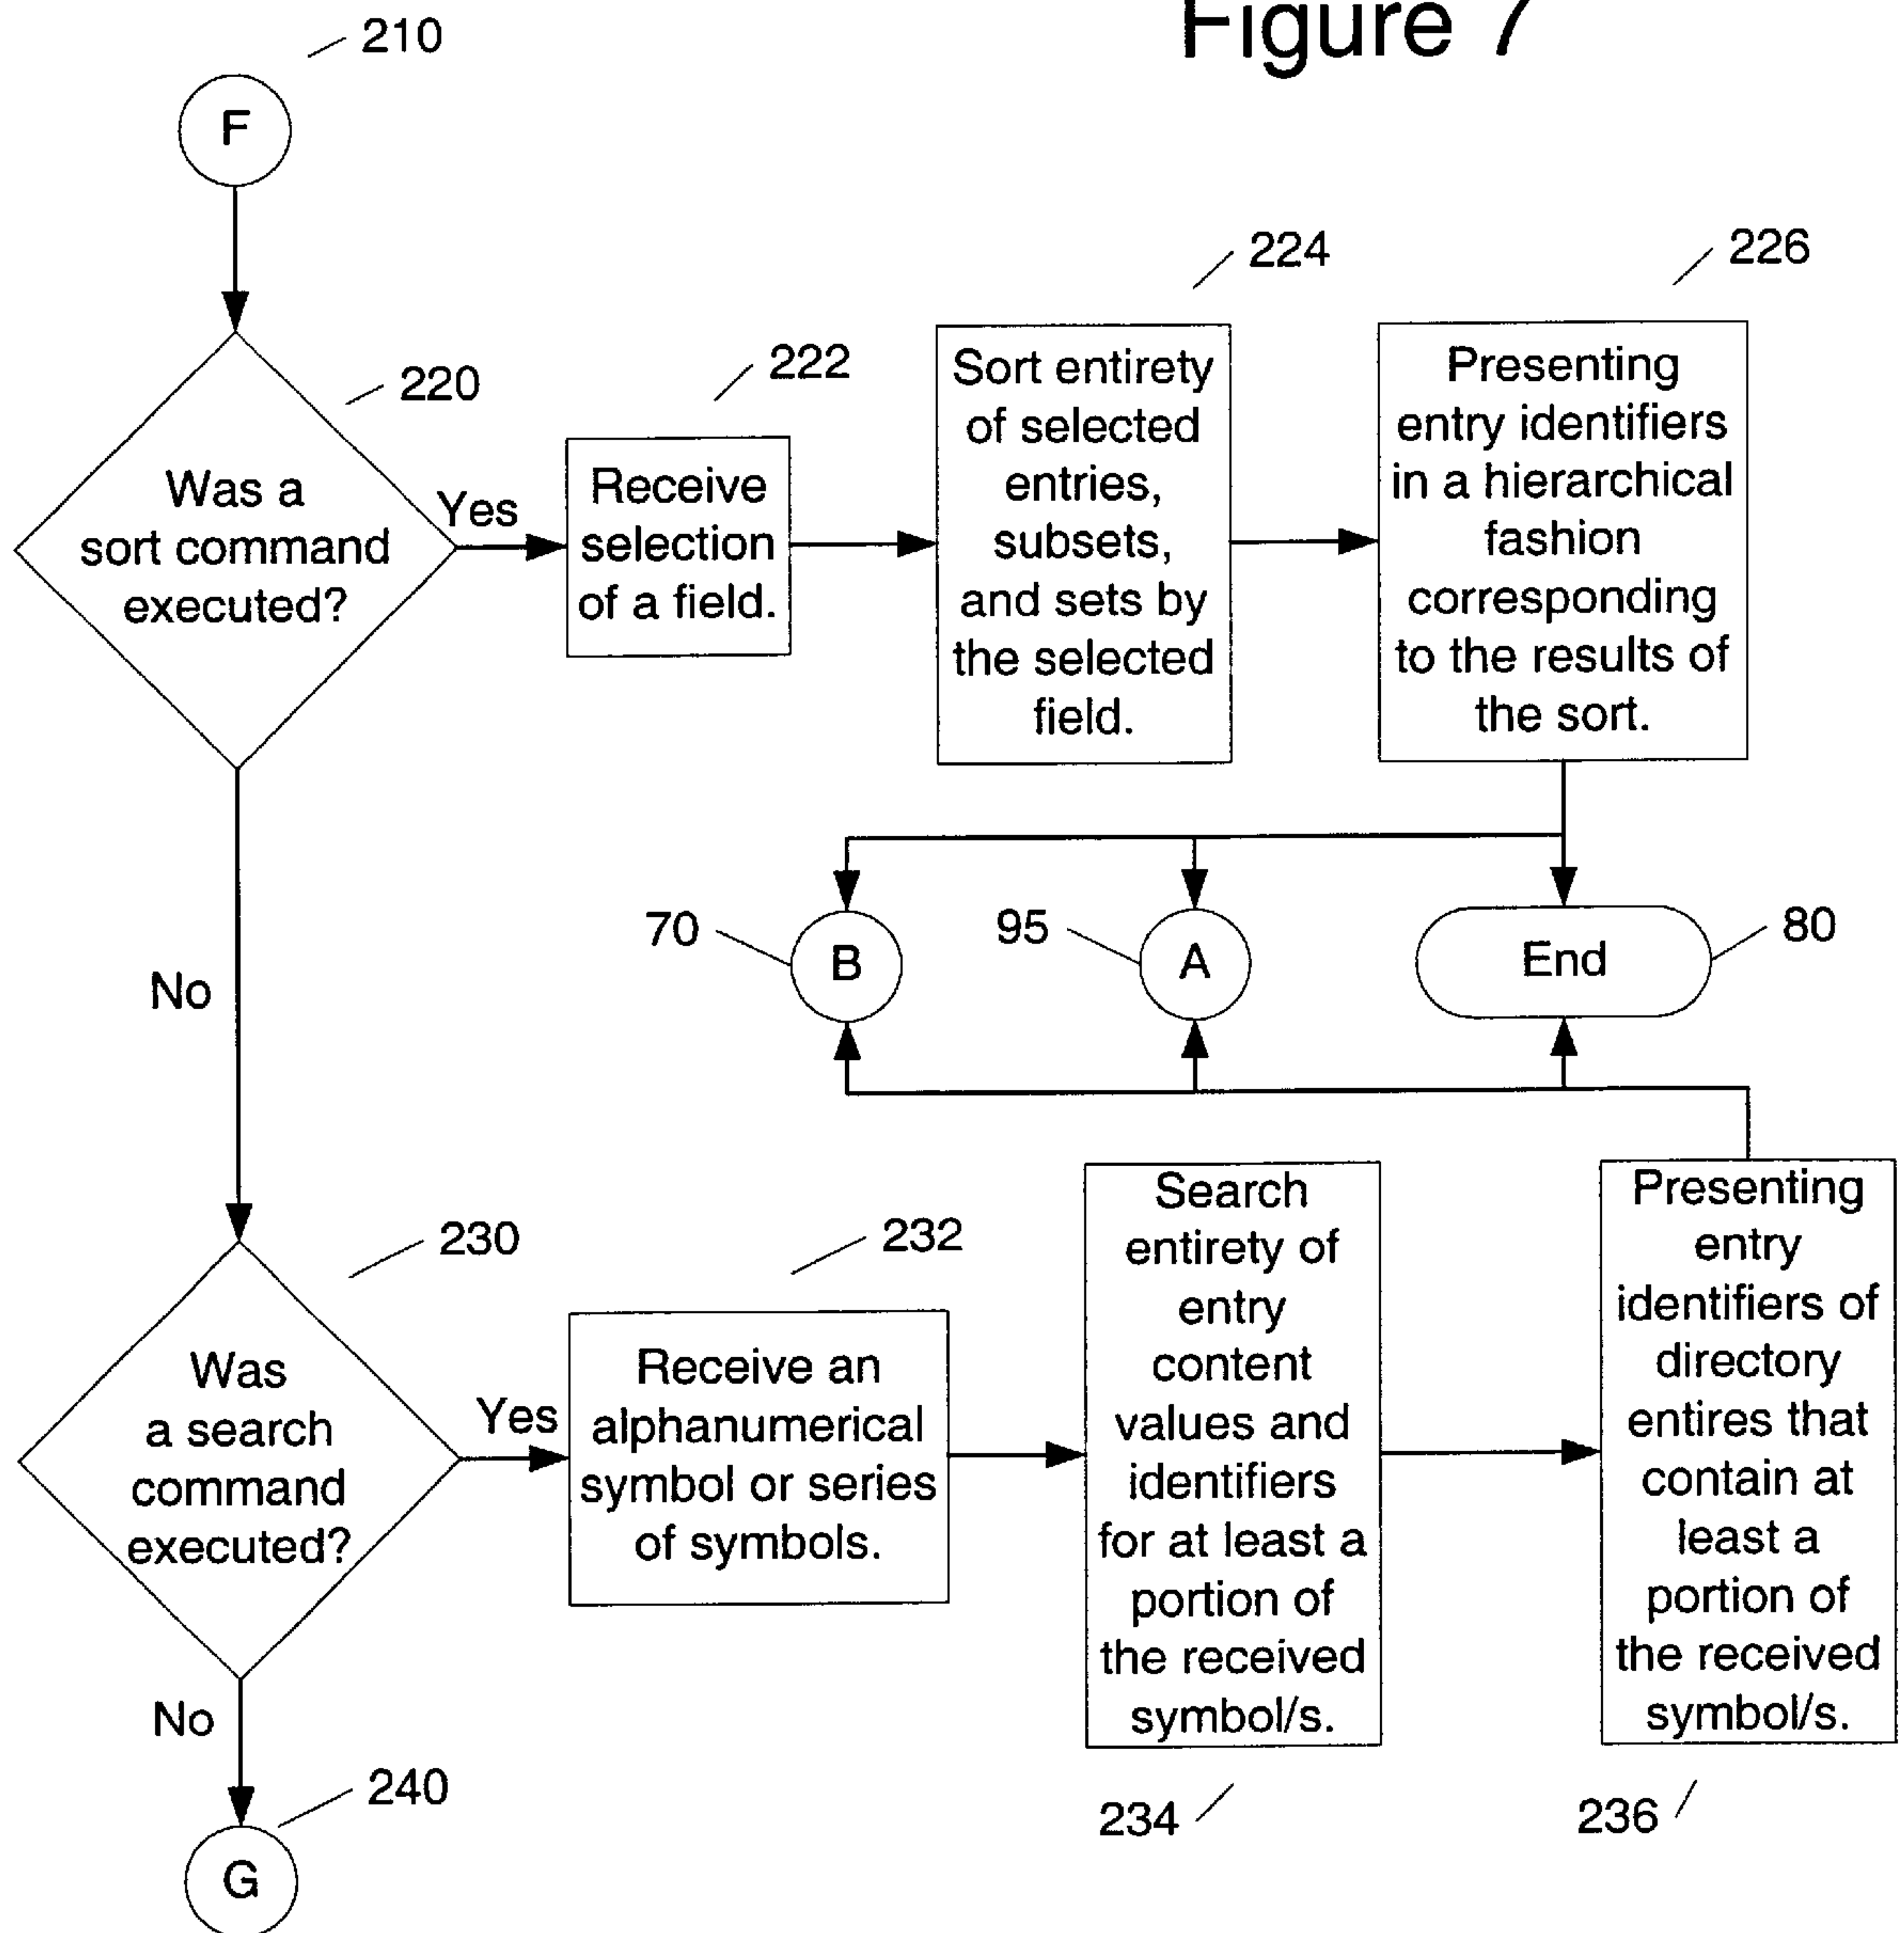 Figure 7
210
F
220
Was a
sort command
executed?
Yes
222
Receive
selection
of a field.
224
Sort entirety
of selected
entries,
subsets,
and sets by
the selected
field.
226
Presenting
entry identifiers
in a hierarchical
fashion
corresponding
to the results of
the sort.
No
70
B
95
A
End
80
230
Was
a search
command
executed?
Yes
232
Receive an
alphanumerical
symbol or series
of symbols.
Search
entirety of
entry
content
values and
identifiers
for at least a
portion of
the received
symbol/s.
234
Presenting
entry
identifiers of
directory
entires that
contain at
least a
portion of
the received
symbol/s.
236
No
240
G